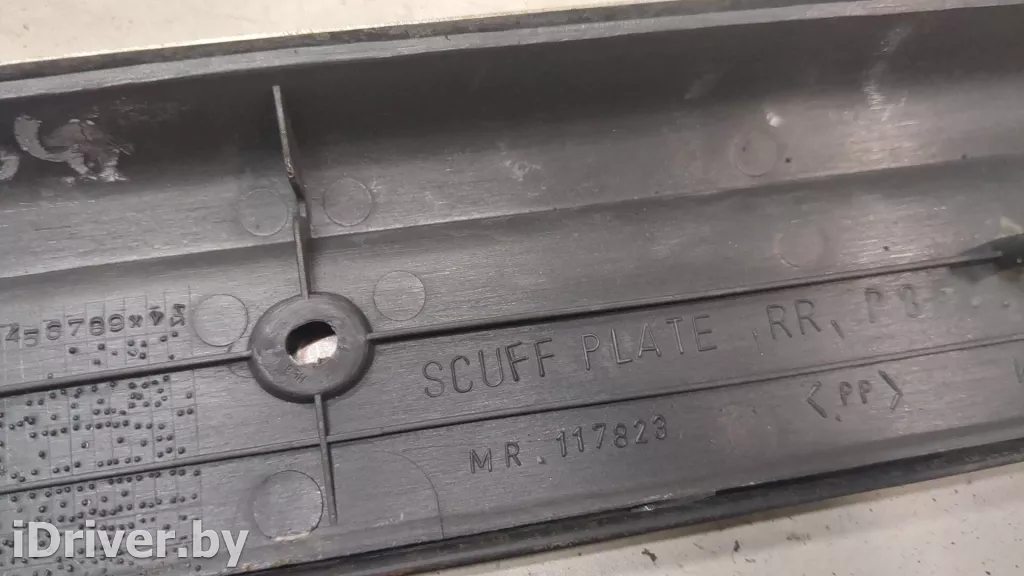 SCUFF PLATE ,RR,
MR.117823
<PP>
iDriver.by